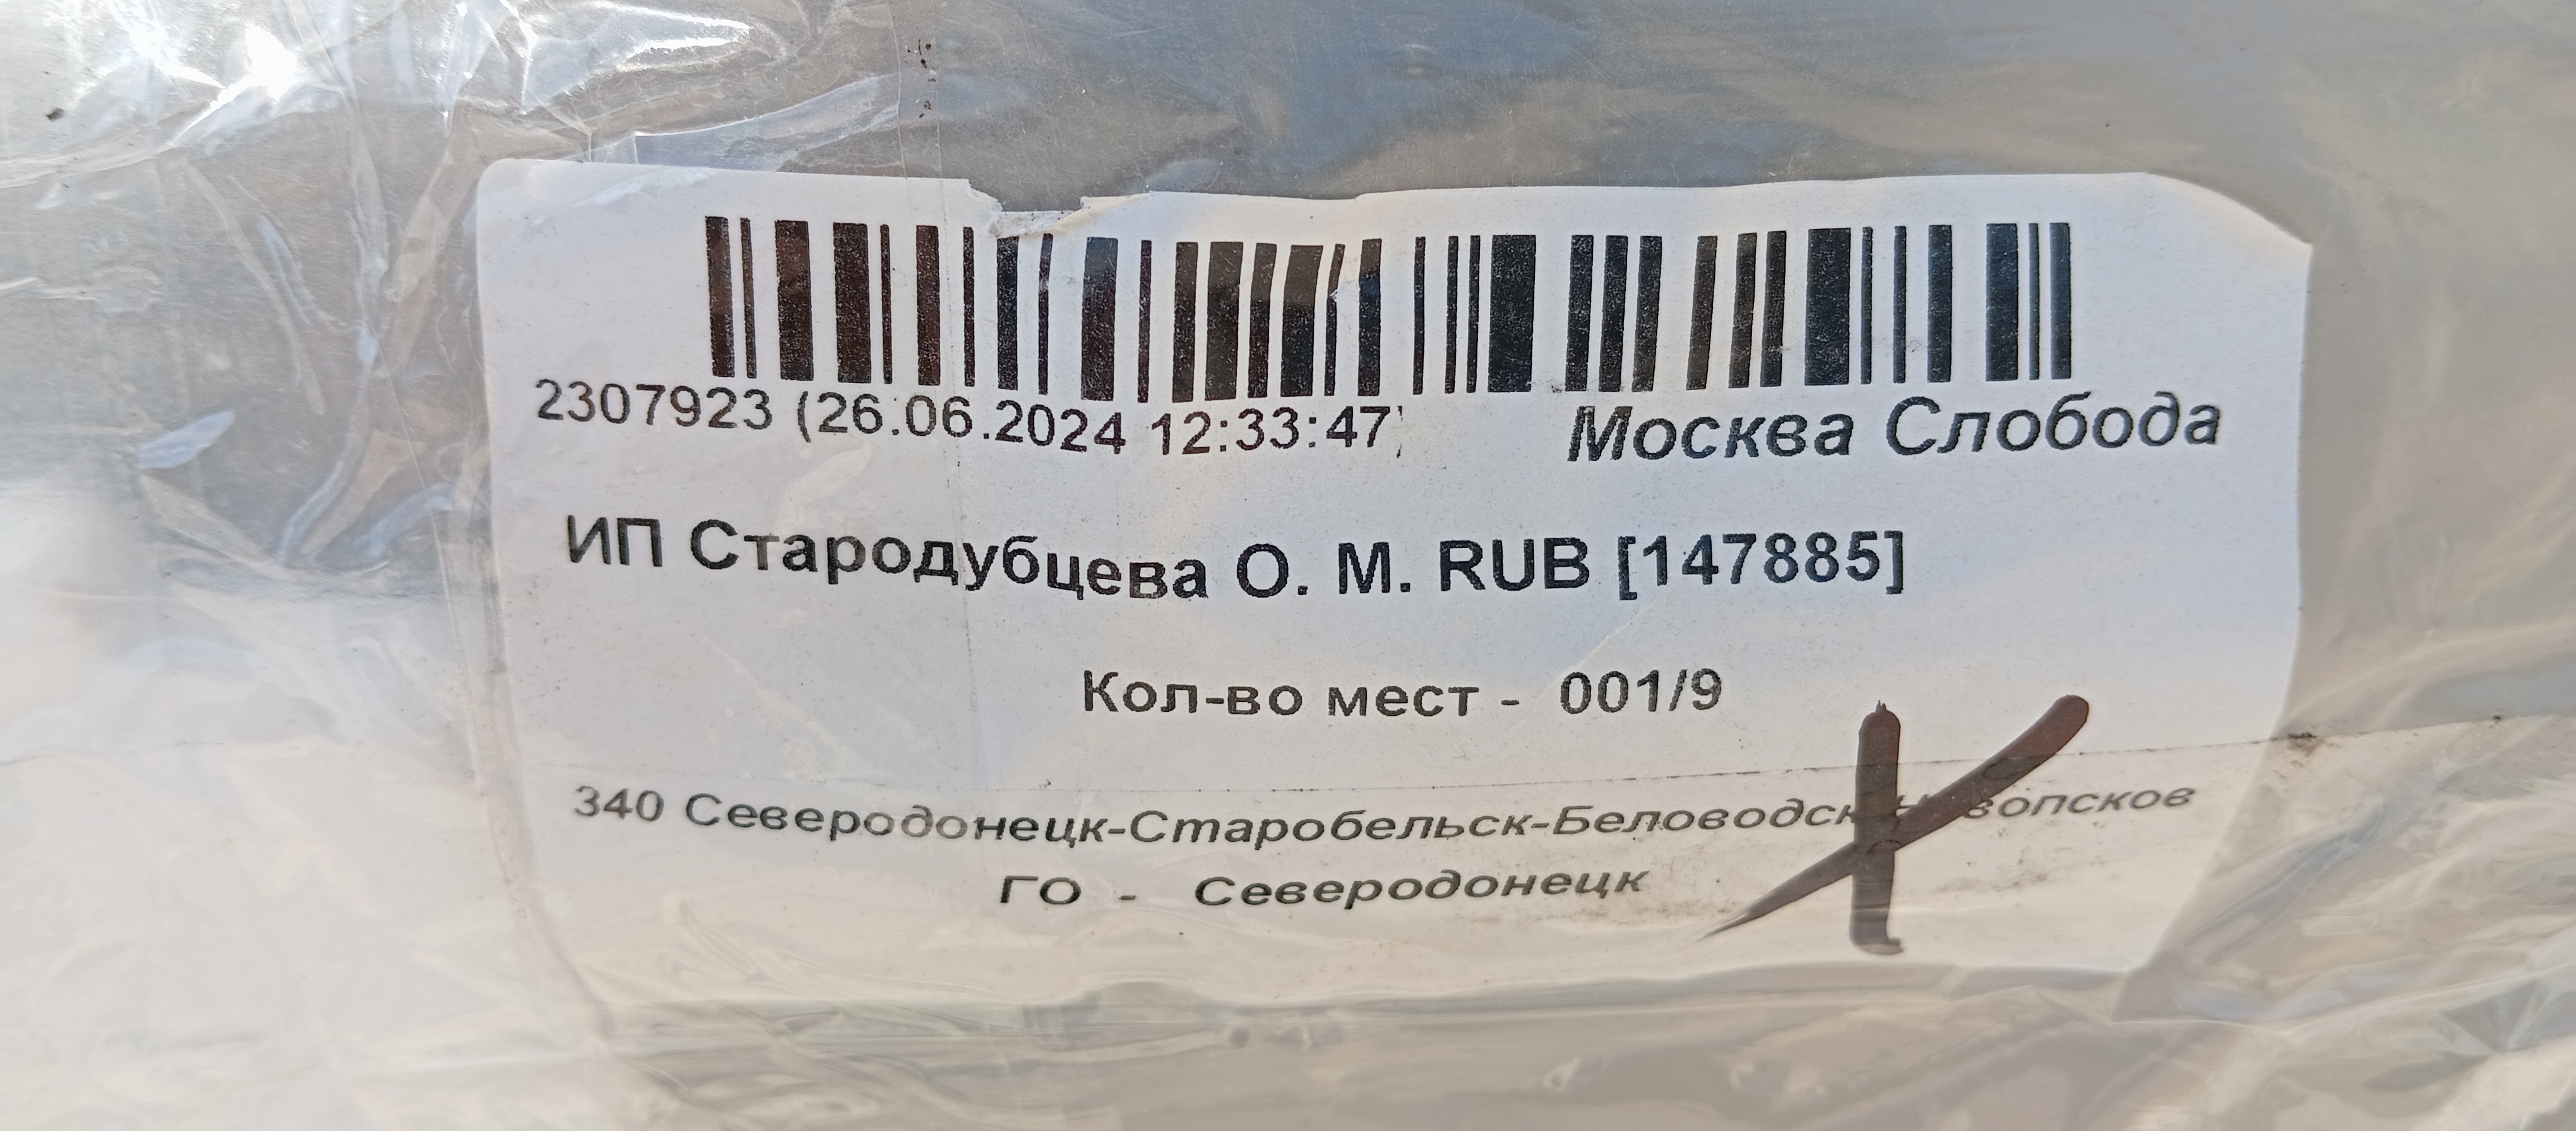 2307923 (26.06.2024 12:33:47)
Москва Слобода
ИП Стародубцева О. М. RUB [147885]
Кол-во мест - 001/9
340 Северодонецк-Старобельск-Беловодск-Новопсков
ГО - Северодонецк